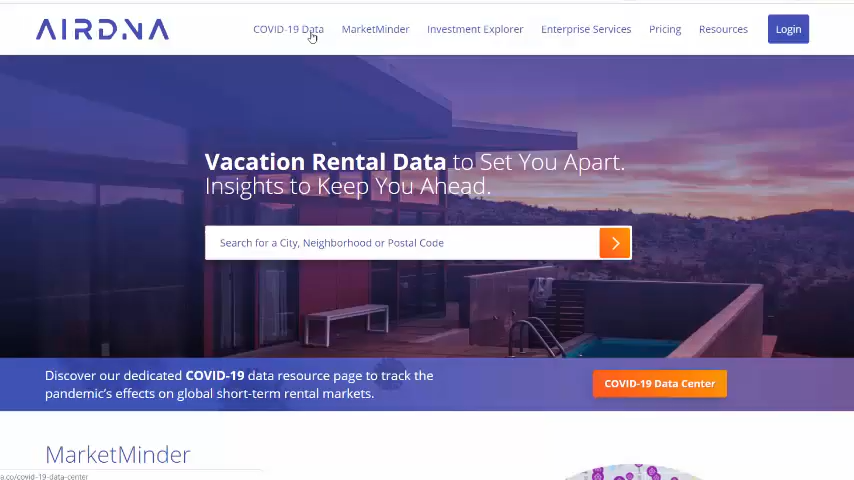 AIRDNA
COVID-19 Data MarketMinder Investment Explorer Enterprise Services Pricing Resources Login
Vacation Rental Data to Set You Apart.
Insights to Keep You Ahead.
Search for a City, Neighborhood or Postal Code
Discover our dedicated COVID-19 data resource page to track the
pandemic's effects on global short-term rental markets.
COVID-19 Data Center
MarketMinder
a.co/covid-19-data-center